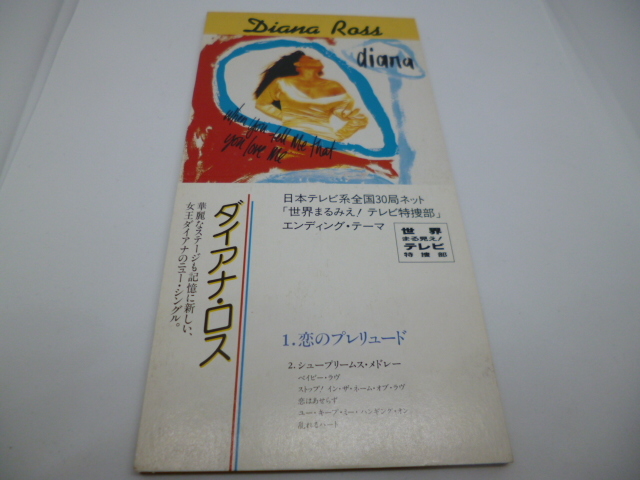 Diana Ross
diana
when you tell me that
you love me
日本テレビ系全国30局ネット
「世界まるみえ! テレビ特捜部」
エンディング・テーマ
世界
まる見え!
テレビ
特捜部
ダイアナ・ロス
華麗なステージも記憶に新しい、
女王ダイアナのニュー・シングル。
1.恋のプレリュード
2.シュープリームス・メドレー
ベイビー・ラヴ
ストップ! イン・ザ・ネーム・オブ・ラヴ
恋はあせらず
ユー・キープ・ミー・ハンギング・オン
乱れるハート